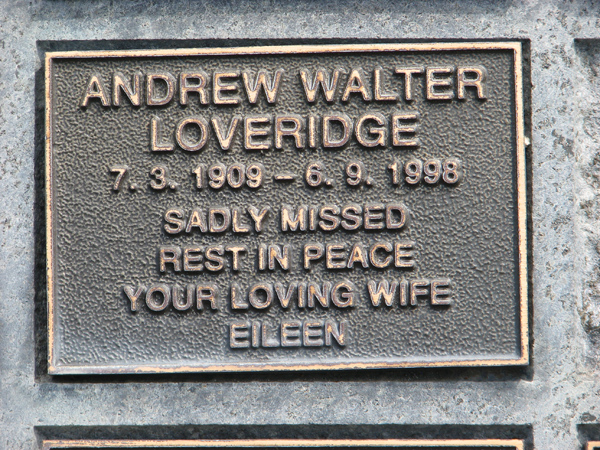 ANDREW WALTER
LOVERIDGE
7. 3. 1909 – 6. 9. 1998
SADLY MISSED
REST IN PEACE
YOUR LOVING WIFE
EILEEN